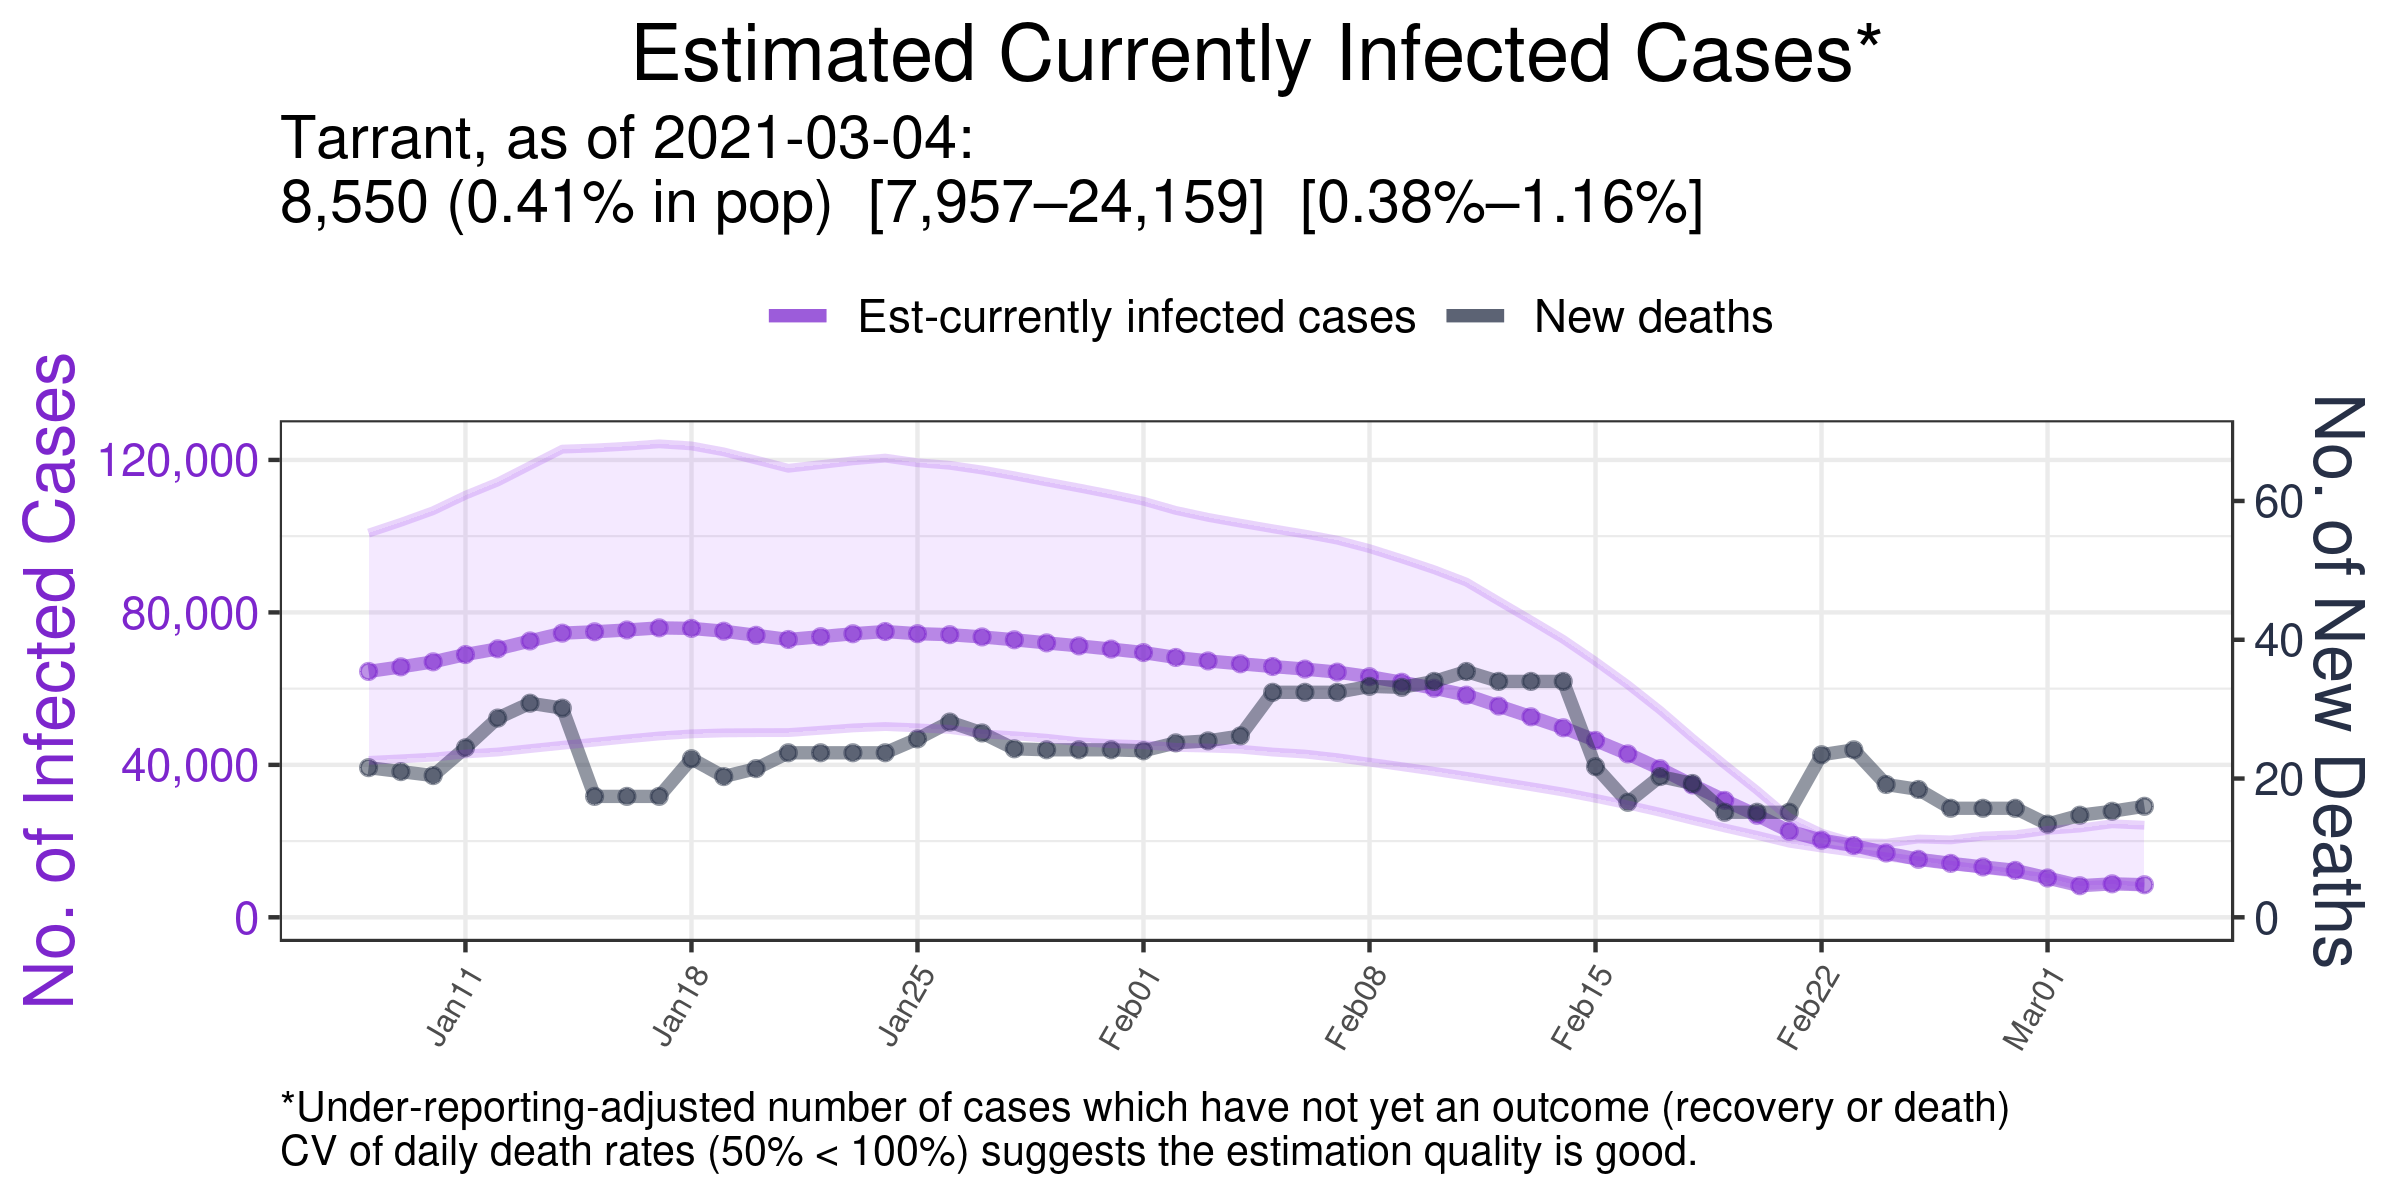 Estimated Currently Infected Cases*
Tarrant, as of 2021-03-04:
8,550 (0.41% in pop)  [7,957–24,159]  [0.38%–1.16%]
Est-currently infected cases
New deaths
No. of Infected Cases
120,000
80,000
40,000
0
No. of New Deaths
60
40
20
0
Jan11
Jan18
Jan25
Feb01
Feb08
Feb15
Feb22
Mar01
*Under-reporting-adjusted number of cases which have not yet an outcome (recovery or death)
CV of daily death rates (50% < 100%) suggests the estimation quality is good.